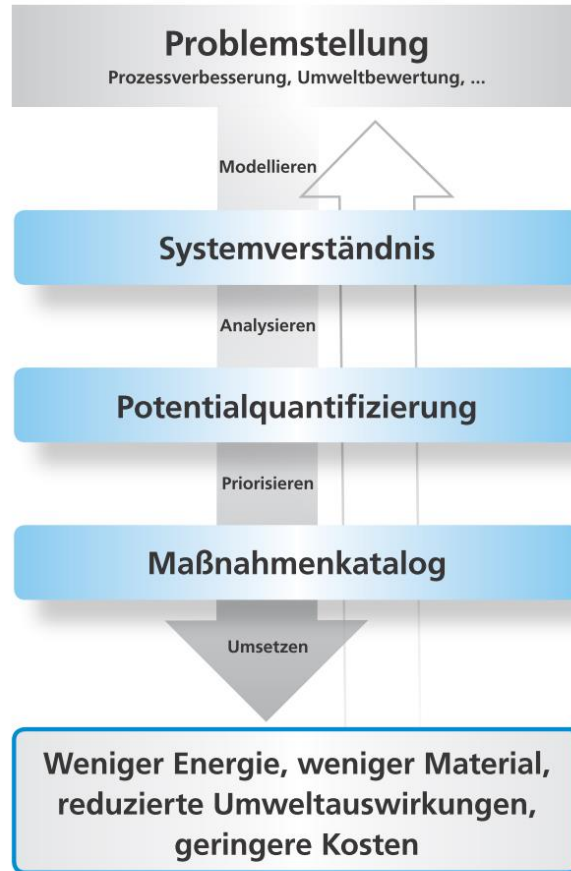 Problemstellung
Prozessverbesserung, Umweltbewertung, ...
Modellieren
Systemverständnis
Analysieren
Potentialquantifizierung
Priorisieren
Maßnahmenkatalog
Umsetzen
Weniger Energie, weniger Material,
reduzierte Umweltauswirkungen,
geringere Kosten